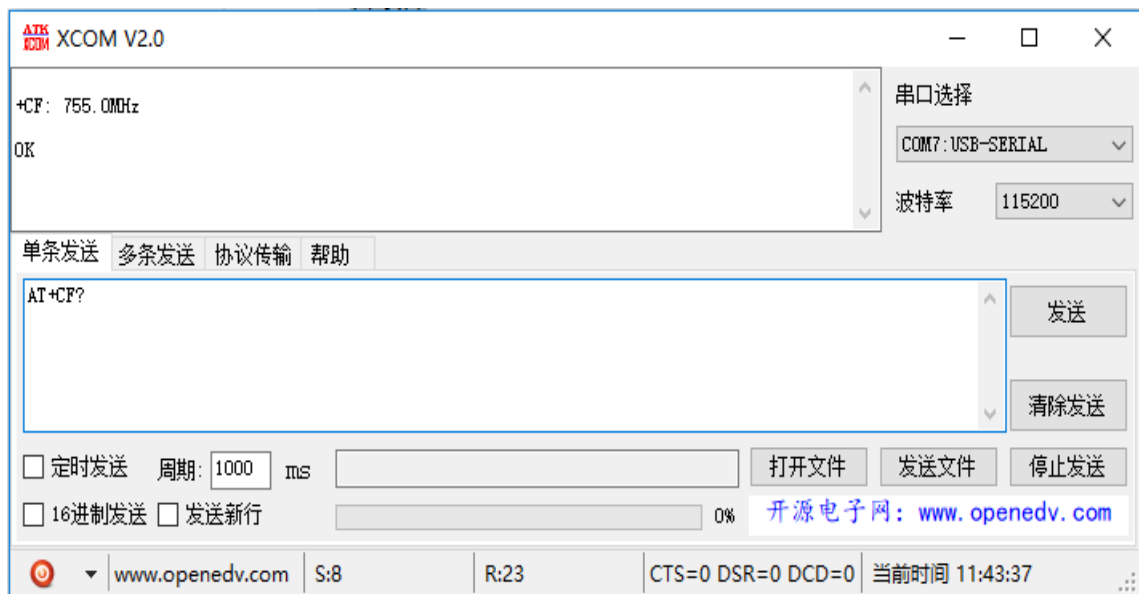 ATK XCOM XCOM V2.0
+CF: 755.0MHz
OK
串口选择
COM7:USB-SERIAL
波特率 115200
单条发送 多条发送 协议传输 帮助
AT+CF?
发送
清除发送
定时发送 周期: 1000 ms 打开文件 发送文件 停止发送
16进制发送 发送新行 0% 开源电子网: www.openedv.com
www.openedv.com S:8 R:23 CTS=0 DSR=0 DCD=0 当前时间 11:43:37